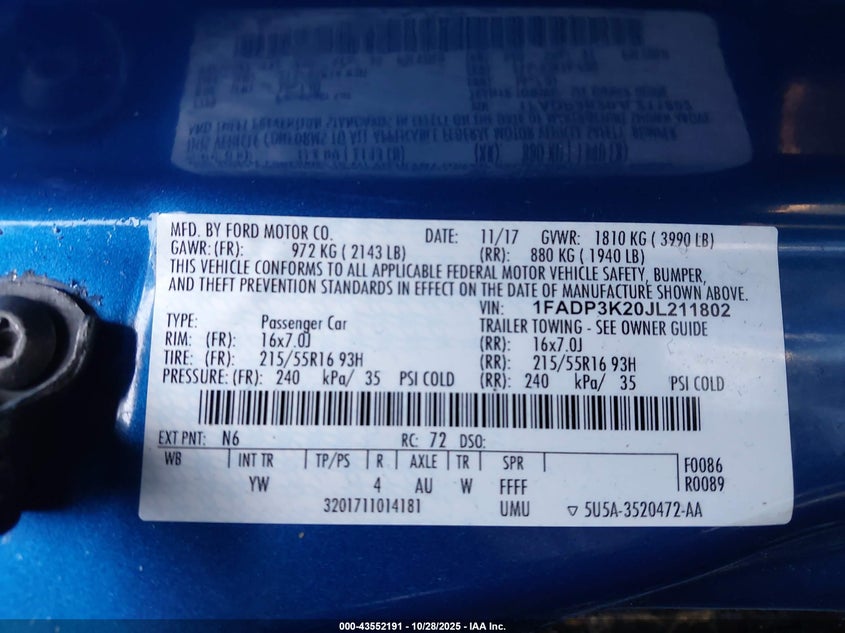 MFD. BY FORD MOTOR CO. DATE: 11/17 GVWR: 1810 KG ( 3990 LB)
GAWR: (FR): 972 KG ( 2143 LB) (RR): 880 KG ( 1940 LB)
THIS VEHICLE CONFORMS TO ALL APPLICABLE FEDERAL MOTOR VEHICLE SAFETY, BUMPER,
AND THEFT PREVENTION STANDARDS IN EFFECT ON THE DATE OF MANUFACTURE SHOWN ABOVE.
VIN: 1FADP3K20JL211802
TYPE: Passenger Car TRAILER TOWING - SEE OWNER GUIDE
RIM: (FR): 16x7.0J (RR): 16x7.0J
TIRE: (FR): 215/55R16 93H (RR): 215/55R16 93H
PRESSURE: (FR): 240 kPa/ 35 PSI COLD (RR): 240 kPa/ 35 PSI COLD
EXT PNT: N6 RC: 72 DSO:
WB INT TR TP/PS R AXLE TR SPR F0086
YW 4 AU W FFFF R0089
3201711014181 UMU ▽ 5U5A-3520472-AA
000-43552191 - 10/28/2025 - IAA Inc.